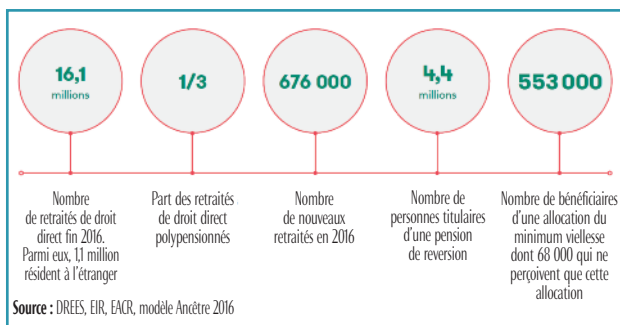 16,1
millions
1/3
676 000
4,4
millions
553 000
Nombre
de retraités de droit
direct fin 2016.
Parmi eux, 1,1 million
résident à l'étranger
Part des retraités
de droit direct
polypensionnés
Nombre
de nouveaux
retraités en 2016
Nombre de
personnes titulaires
d'une pension
de reversion
Nombre de bénéficiaires
d'une allocation du
minimum viellesse
dont 68 000 qui ne
perçoivent que cette
allocation
Source : DREES, EIR, EACR, modèle Ancêtre 2016